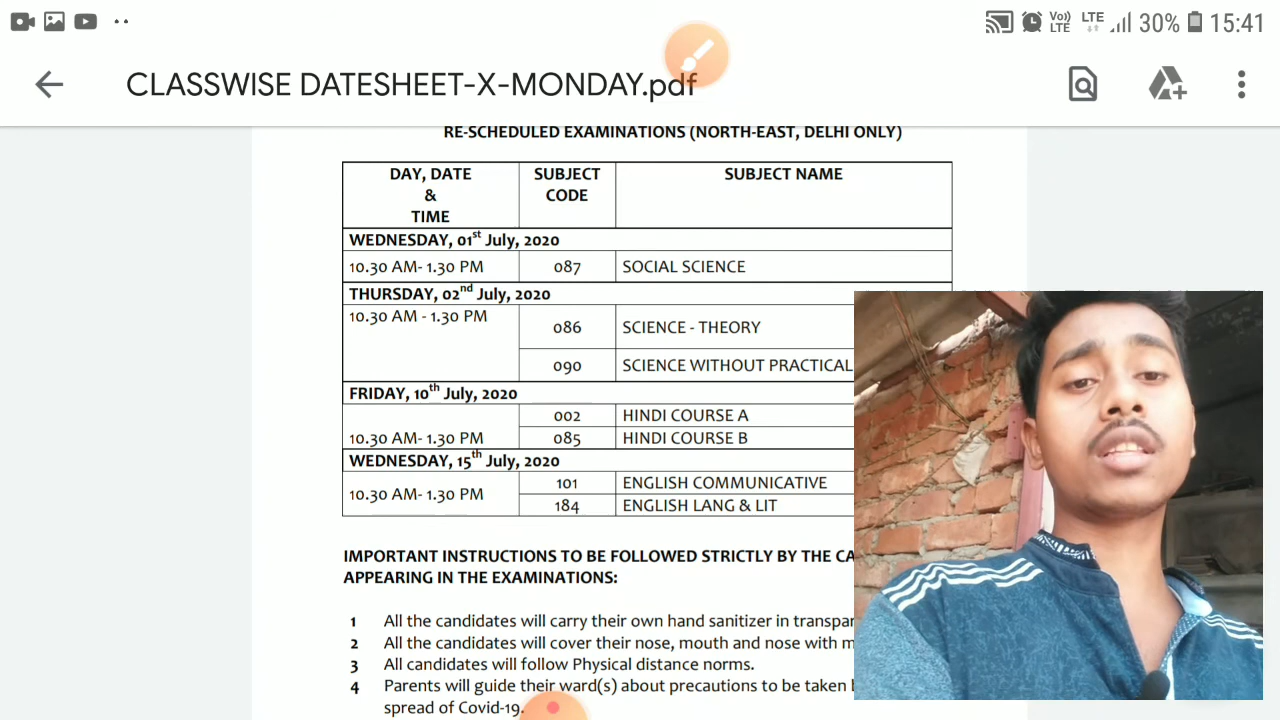 Vo)) LTE LTE 30% 15:41
CLASSWISE DATESHEET-X-MONDAY.pdf
RE-SCHEDULED EXAMINATIONS (NORTH-EAST, DELHI ONLY)
DAY, DATE & TIME SUBJECT CODE SUBJECT NAME
WEDNESDAY, 01st July, 2020
10.30 AM- 1.30 PM 087 SOCIAL SCIENCE
THURSDAY, 02nd July, 2020
10.30 AM - 1.30 PM 086 SCIENCE - THEORY
090 SCIENCE WITHOUT PRACTICAL
FRIDAY, 10th July, 2020
002 HINDI COURSE A
10.30 AM- 1.30 PM 085 HINDI COURSE B
WEDNESDAY, 15th July, 2020
10.30 AM- 1.30 PM 101 ENGLISH COMMUNICATIVE
184 ENGLISH LANG & LIT
IMPORTANT INSTRUCTIONS TO BE FOLLOWED STRICTLY BY THE
APPEARING IN THE EXAMINATIONS:
1 All the candidates will carry their own hand sanitizer in
2 All the candidates will cover their nose, mouth and nose with
3 All candidates will follow Physical distance norms.
4 Parents will guide their ward(s) about precautions to be taken
spread of Covid-19.